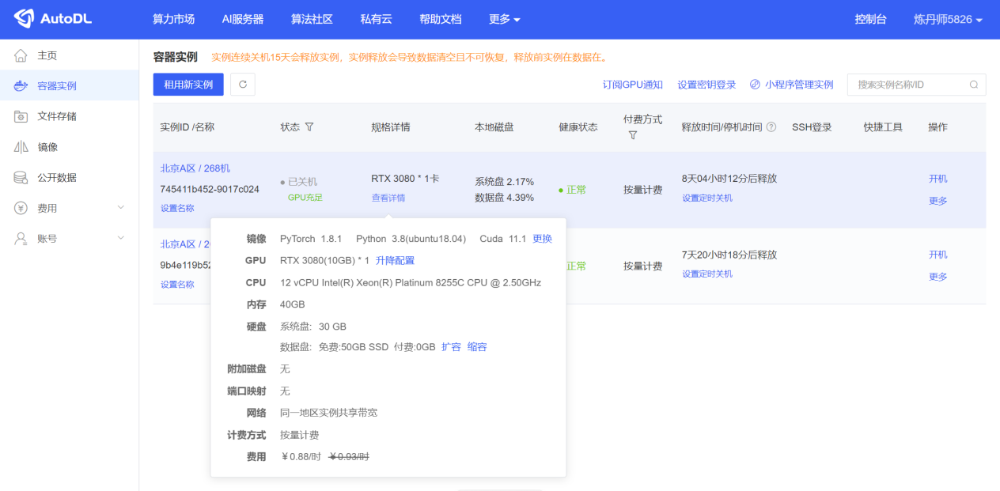 AutoDL 算力市场 AI服务器 算法社区 私有云 帮助文档 更多 控制台 炼丹师5826
主页
容器实例
文件存储
镜像
公开数据
费用
账号
容器实例 实例连续关机15天会释放实例，实例释放会导致数据清空且不可恢复，释放前实例在数据在。
租用新实例 订阅GPU通知 设置密钥登录 小程序管理实例 搜索实例名称/ID
实例ID /名称 状态 规格详情 本地磁盘 健康状态 付费方式 释放时间/停机时间 SSH登录 快捷工具 操作
北京A区 / 268机
745411b452-9017c024
设置名称
已关机
GPU充足
RTX 3080 * 1卡
查看详情
系统盘 2.17%
数据盘 4.39%
正常
按量计费
8天04小时12分后释放
设置定时关机
开机
更多
北京A区 / 2
9b4e119b52
设置名称
正常
按量计费
7天20小时18分后释放
设置定时关机
开机
更多
镜像 PyTorch 1.8.1 Python 3.8(ubuntu18.04) Cuda 11.1 更换
GPU RTX 3080(10GB) * 1 升降配置
CPU 12 vCPU Intel(R) Xeon(R) Platinum 8255C CPU @ 2.50GHz
内存 40GB
硬盘 系统盘: 30 GB
数据盘: 免费:50GB SSD 付费:0GB 扩容 缩容
附加磁盘 无
端口映射 无
网络 同一地区实例共享带宽
计费方式 按量计费
费用 ￥0.88/时 ￥0.93/时